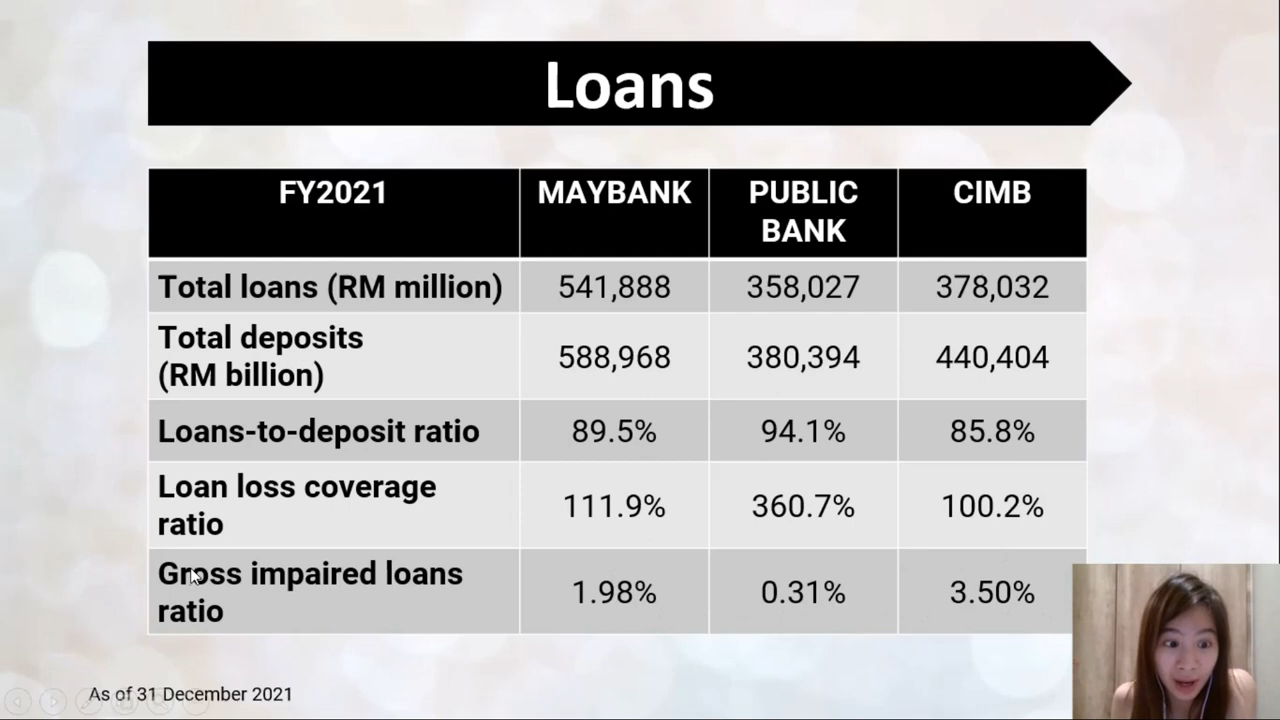 Loans
FY2021 MAYBANK PUBLIC BANK CIMB
Total loans (RM million) 541,888 358,027 378,032
Total deposits
(RM billion) 588,968 380,394 440,404
Loans-to-deposit ratio 89.5% 94.1% 85.8%
Loan loss coverage
ratio 111.9% 360.7% 100.2%
Gross impaired loans
ratio 1.98% 0.31% 3.50%
As of 31 December 2021